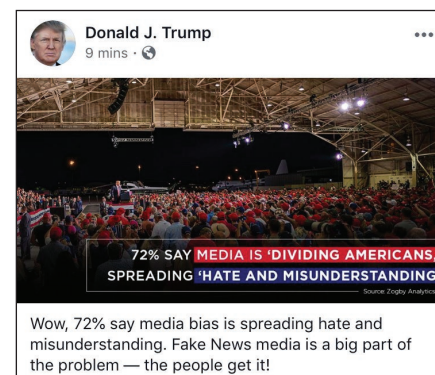 Donald J. Trump
9 mins ·
72% SAY MEDIA IS ‘DIVIDING AMERICANS,
SPREADING ‘HATE AND MISUNDERSTANDING
Source: Zogby Analytics
Wow, 72% say media bias is spreading hate and
misunderstanding. Fake News media is a big part of
the problem — the people get it!